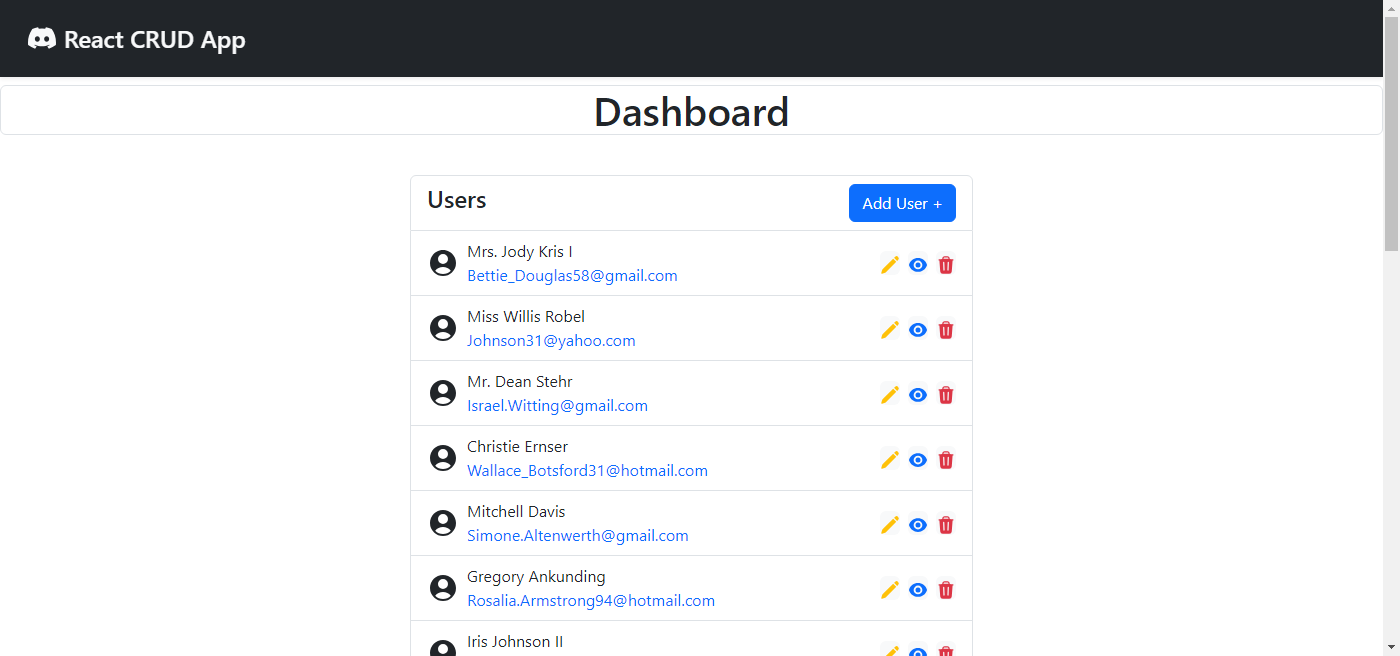 React CRUD App
Dashboard
Users
Add User +
Mrs. Jody Kris I
Bettie_Douglas58@gmail.com
Miss Willis Robel
Johnson31@yahoo.com
Mr. Dean Stehr
Israel.Witting@gmail.com
Christie Ernser
Wallace_Botsford31@hotmail.com
Mitchell Davis
Simone.Altenwerth@gmail.com
Gregory Ankunding
Rosalia.Armstrong94@hotmail.com
Iris Johnson II